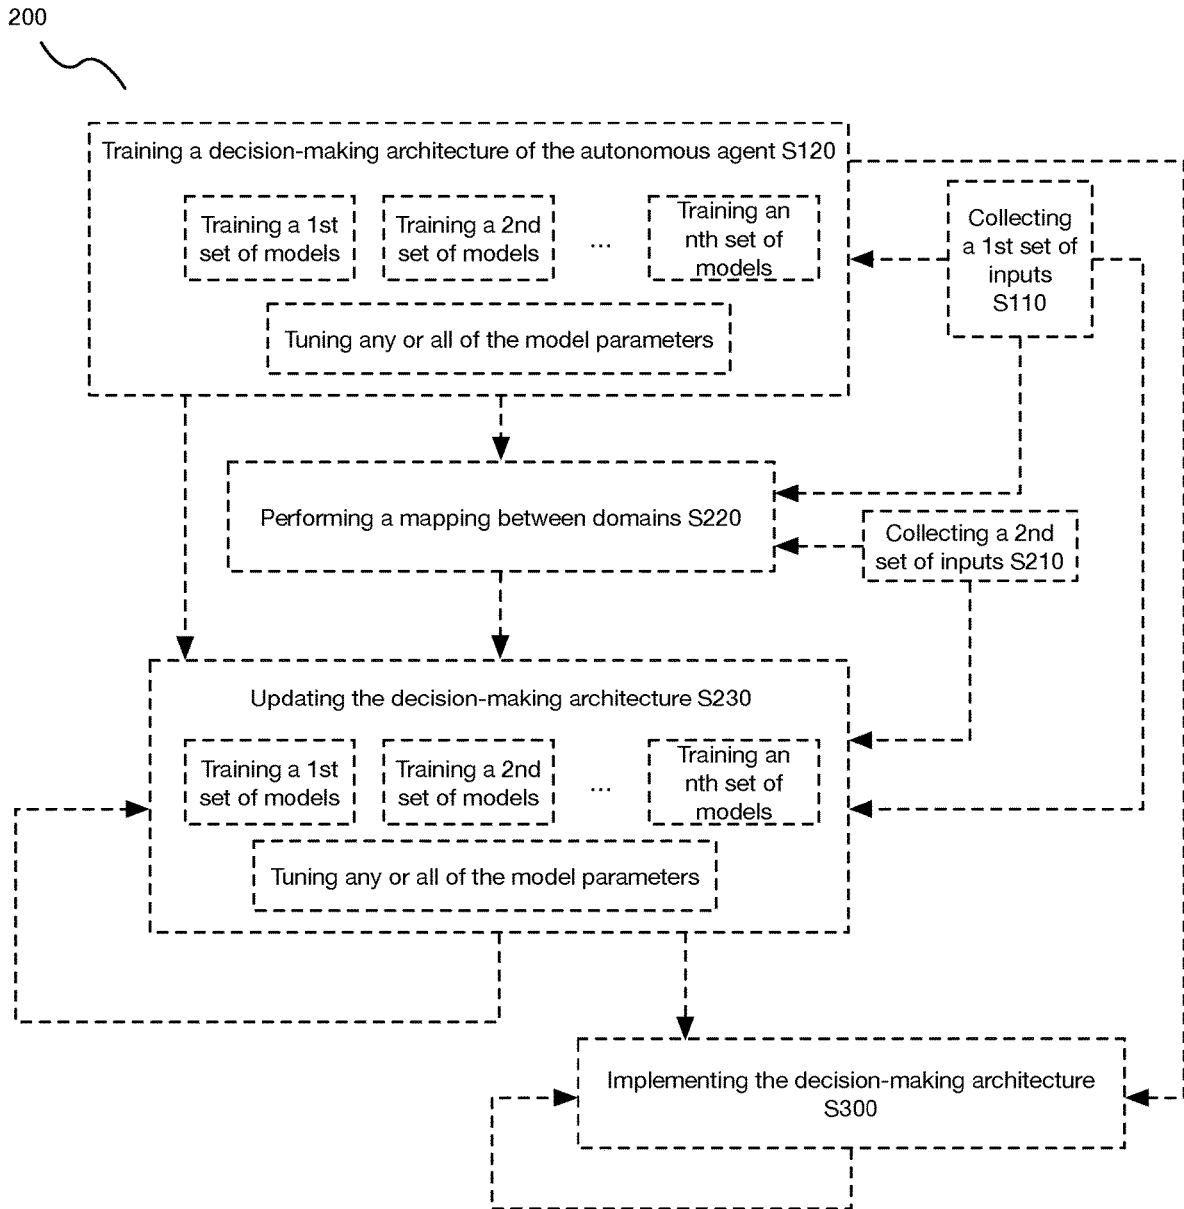 200
Training a decision-making architecture of the autonomous agent S120
Training a 1st
set of models
Training a 2nd
set of models
...
Training an
nth set of
models
Tuning any or all of the model parameters
Collecting
a 1st set of
inputs
S110
Performing a mapping between domains S220
Collecting a 2nd
set of inputs S210
Updating the decision-making architecture S230
Training a 1st
set of models
Training a 2nd
set of models
...
Training an
nth set of
models
Tuning any or all of the model parameters
Implementing the decision-making architecture
S300